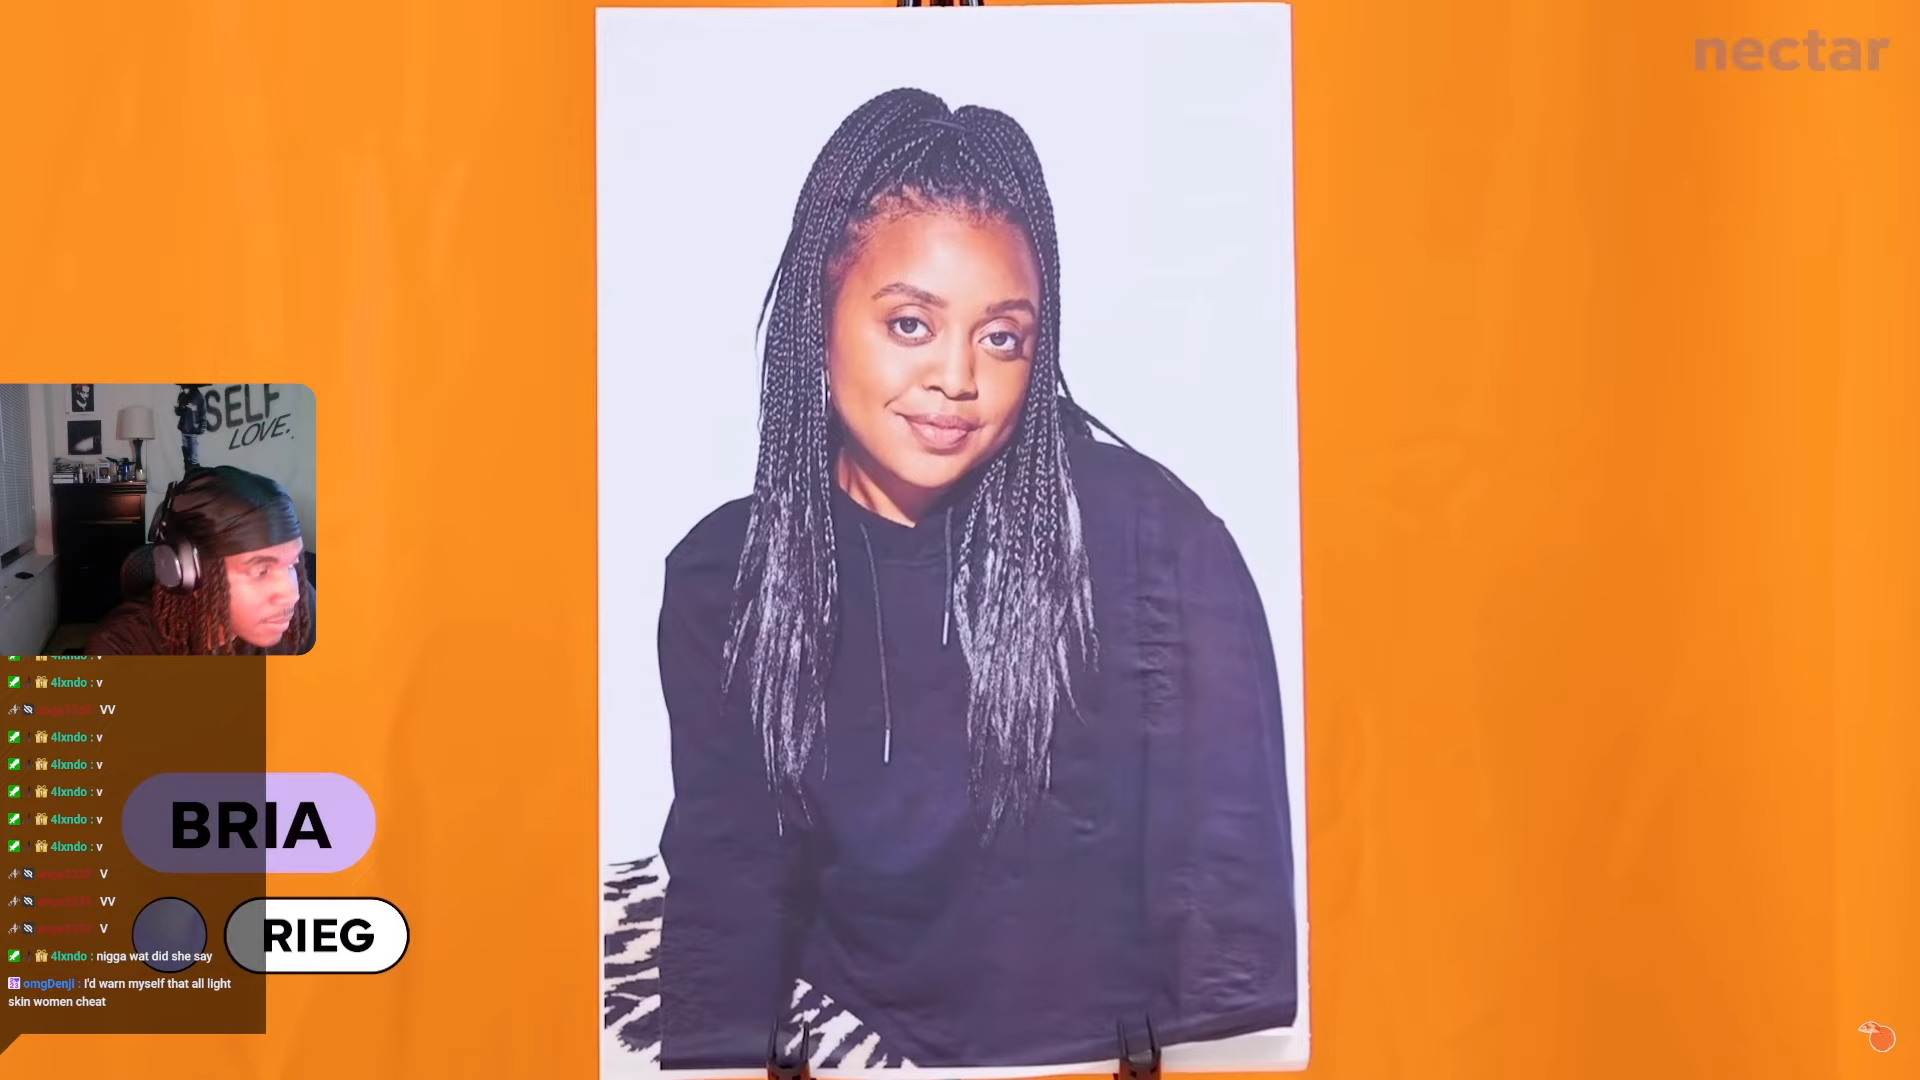 nectar
SELF
LOVE.
4lxndo : v
4lxndo : v
VV
4lxndo : v
4lxndo : v
4lxndo : v
4lxndo : v
4lxndo : v
V
VV
V
4lxndo : nigga wat did she say
omgDenji : I'd warn myself that all light
skin women cheat
BRIA
RIEG